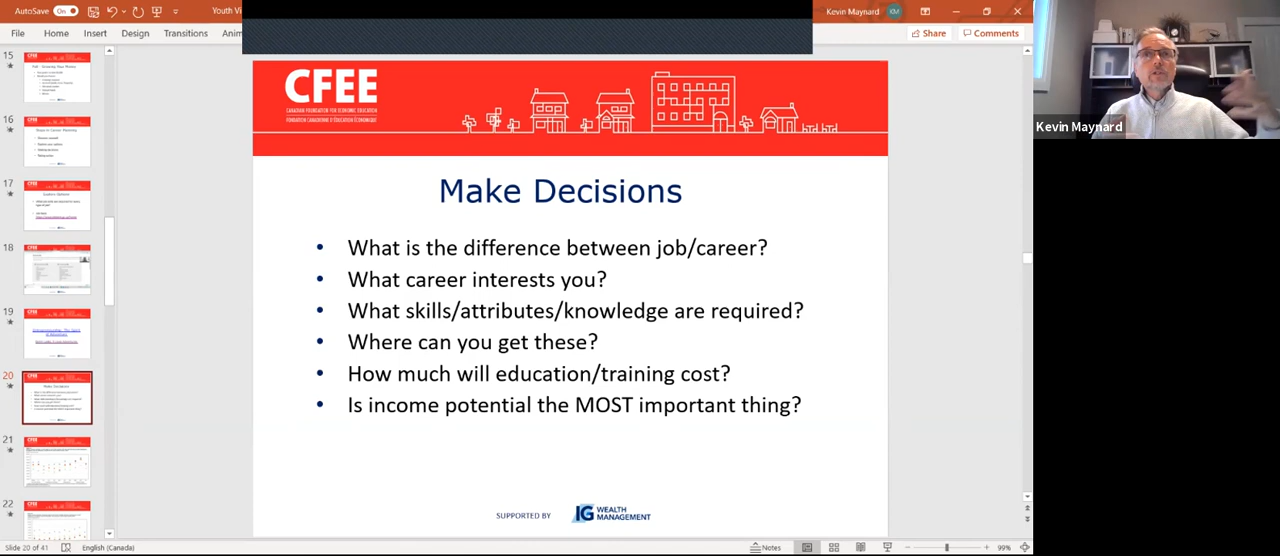 AutoSave
On
Youth Vi
Kevin Maynard
KM
File
Home
Insert
Design
Transitions
Anim
Share
Comments
15
16
17
18
19
20
21
22
CFEE
CANADIAN FOUNDATION FOR ECONOMIC EDUCATION
FONDATION CANADIENNE D'ÉDUCATION ÉCONOMIQUE
Make Decisions
• What is the difference between job/career?
• What career interests you?
• What skills/attributes/knowledge are required?
• Where can you get these?
• How much will education/training cost?
• Is income potential the MOST important thing?
SUPPORTED BY
IG WEALTH
MANAGEMENT
Kevin Maynard
Slide 20 of 41
English (Canada)
Notes
99%